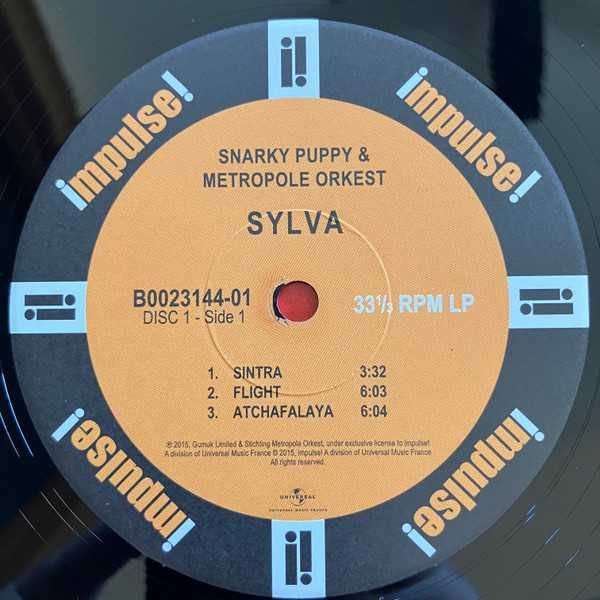 impulse!
impulse!
SNARKY PUPPY &
METROPOLE ORKEST
SYLVA
B0023144-01
DISC 1 - Side 1
33⅓ RPM LP
1. SINTRA 3:32
2. FLIGHT 6:03
3. ATCHAFALAYA 6:04
℗ 2015, Gumuk Limited & Stichting Metropole Orkest, under exclusive license to Impulse!
A division of Universal Music France © 2015, Impulse! A division of Universal Music France
All rights reserved.
UNIVERSAL
UNIVERSAL MUSIC FRANCE
impulse!
impulse!